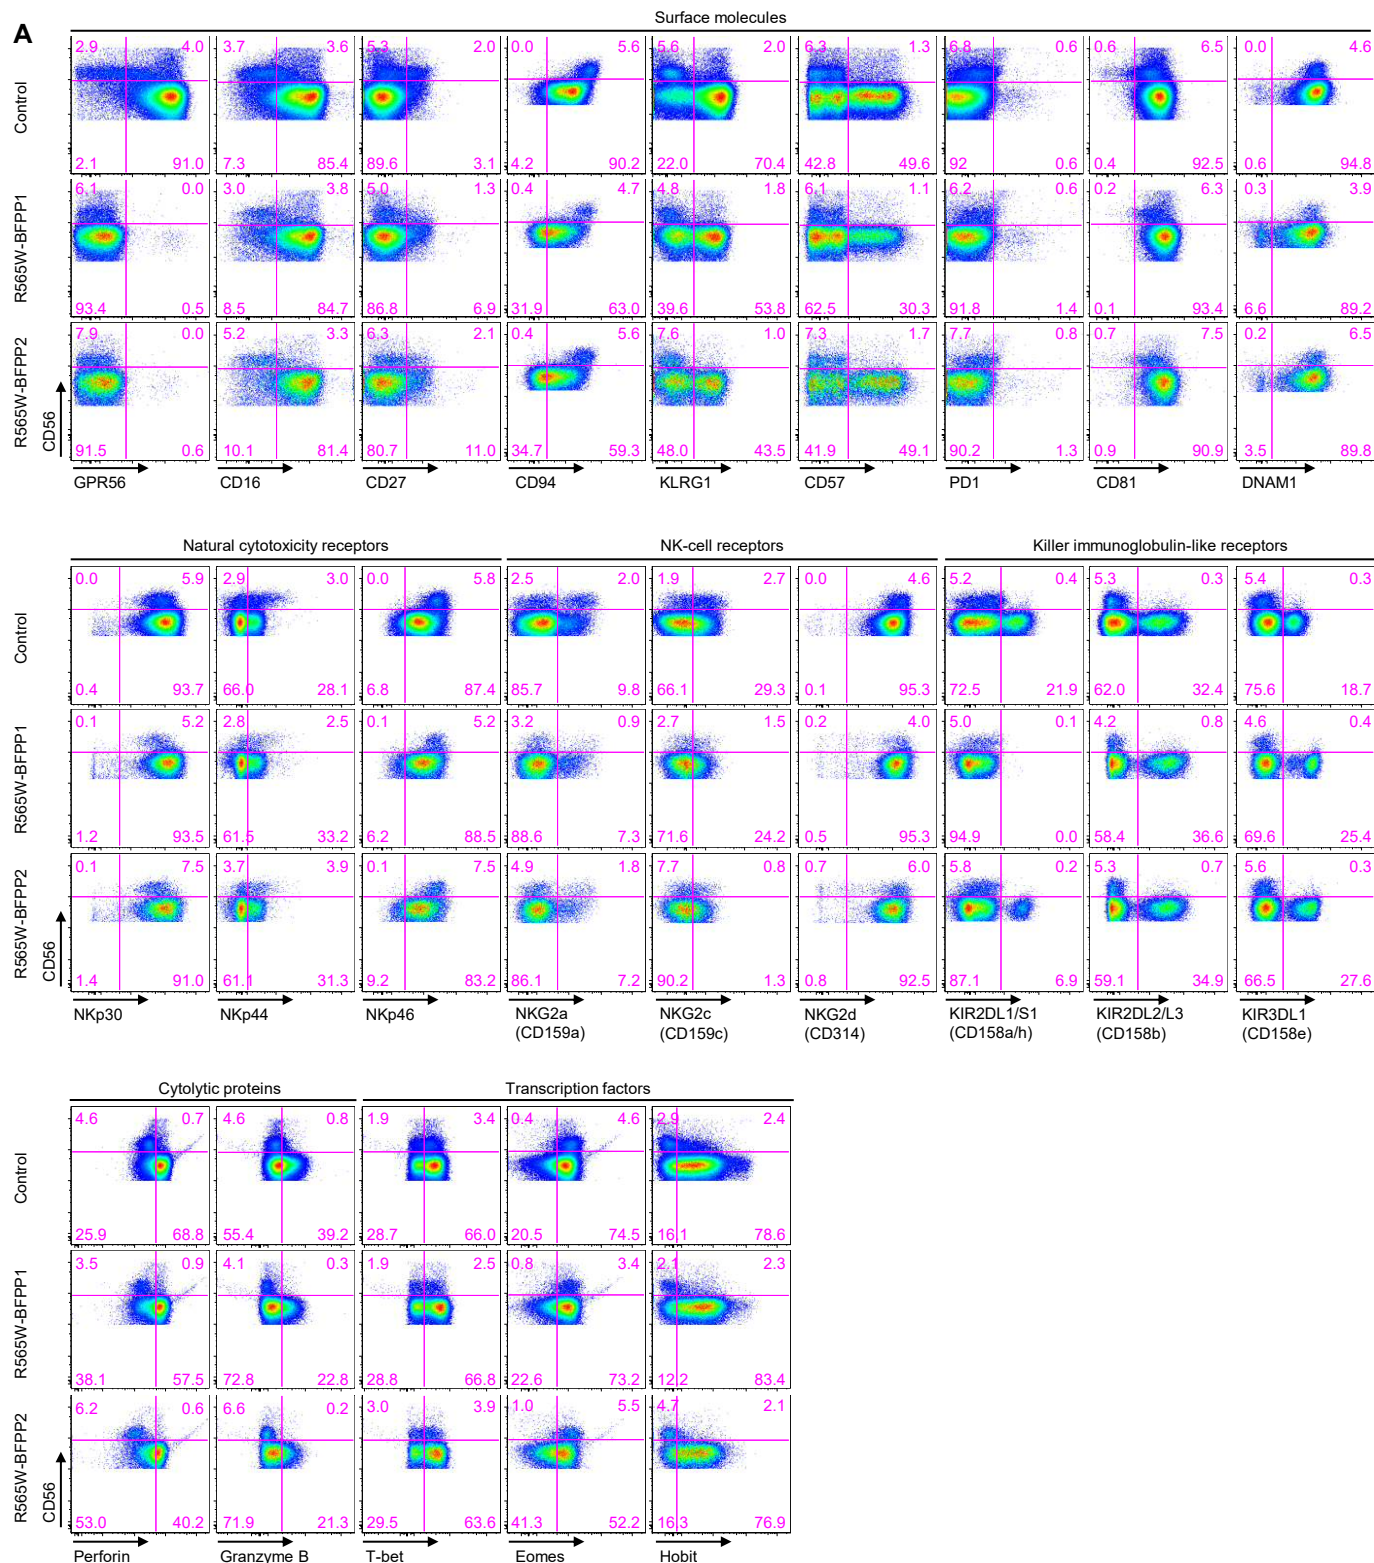 A
Surface molecules
Control
2.9 4.0 3.7 3.6 5.3 2.0 0.0 5.6 5.6 2.0 6.3 1.3 6.8 0.6 0.6 6.5 0.0 4.6
2.1 91.0 7.3 85.4 89.6 3.1 4.2 90.2 22.0 70.4 42.8 49.6 92 0.6 0.4 92.5 0.6 94.8
R565W-BFPP1
6.1 0.0 3.0 3.8 5.0 1.3 0.4 4.7 4.8 1.8 6.1 1.1 6.2 0.6 0.2 6.3 0.3 3.9
93.4 0.5 8.5 84.7 86.8 6.9 31.9 63.0 39.6 53.8 62.5 30.3 91.8 1.4 0.1 93.4 6.6 89.2
R565W-BFPP2
CD56
7.9 0.0 5.2 3.3 6.3 2.1 0.4 5.6 7.6 1.0 7.3 1.7 7.7 0.8 0.7 7.5 0.2 6.5
91.5 0.6 10.1 81.4 80.7 11.0 34.7 59.3 48.0 43.5 41.9 49.1 90.2 1.3 0.9 90.9 3.5 89.8
GPR56 CD16 CD27 CD94 KLRG1 CD57 PD1 CD81 DNAM1
Natural cytotoxicity receptors NK-cell receptors Killer immunoglobulin-like receptors
Control
0.0 5.9 2.9 3.0 0.0 5.8 2.5 2.0 1.9 2.7 0.0 4.6 5.2 0.4 5.3 0.3 5.4 0.3
0.4 93.7 66.0 28.1 6.8 87.4 85.7 9.8 66.1 29.3 0.1 95.3 72.5 21.9 62.0 32.4 75.6 18.7
R565W-BFPP1
0.1 5.2 2.8 2.5 0.1 5.2 3.2 0.9 2.7 1.5 0.2 4.0 5.0 0.1 4.2 0.8 4.6 0.4
1.2 93.5 61.5 33.2 6.2 88.5 88.6 7.3 71.6 24.2 0.5 95.3 94.9 0.0 58.4 36.6 69.6 25.4
R565W-BFPP2
CD56
0.1 7.5 3.7 3.9 0.1 7.5 4.9 1.8 7.7 0.8 0.7 6.0 5.8 0.2 5.3 0.7 5.6 0.3
1.4 91.0 61.1 31.3 9.2 83.2 86.1 7.2 90.2 1.3 0.8 92.5 87.1 6.9 59.1 34.9 66.5 27.6
NKp30 NKp44 NKp46 NKG2a NKG2c NKG2d KIR2DL1/S1 KIR2DL2/L3 KIR3DL1
(CD159a) (CD159c) (CD314) (CD158a/h) (CD158b) (CD158e)
Cytolytic proteins Transcription factors
Control
4.6 0.7 4.6 0.8 1.9 3.4 0.4 4.6 2.9 2.4
25.9 68.8 55.4 39.2 28.7 66.0 20.5 74.5 16.1 78.6
R565W-BFPP1
3.5 0.9 4.1 0.3 1.9 2.5 0.8 3.4 2.1 2.3
38.1 57.5 72.8 22.8 28.8 66.8 22.6 73.2 12.2 83.4
R565W-BFPP2
CD56
6.2 0.6 6.6 0.2 3.0 3.9 1.0 5.5 4.7 2.1
53.0 40.2 71.9 21.3 29.5 63.6 41.3 52.2 16.3 76.9
Perforin Granzyme B T-bet Eomes Hobit